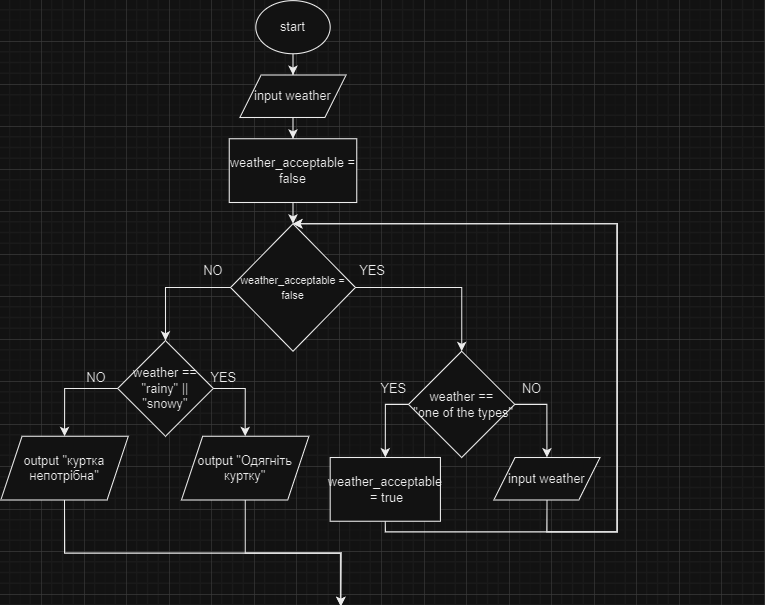 start
input weather
weather_acceptable =
false
weather_acceptable =
false
NO
YES
weather ==
"rainy" ||
"snowy"
NO
YES
weather ==
"one of the types"
YES
NO
output "куртка
непотрібна"
output "Одягніть
куртку"
weather_acceptable
= true
input weather